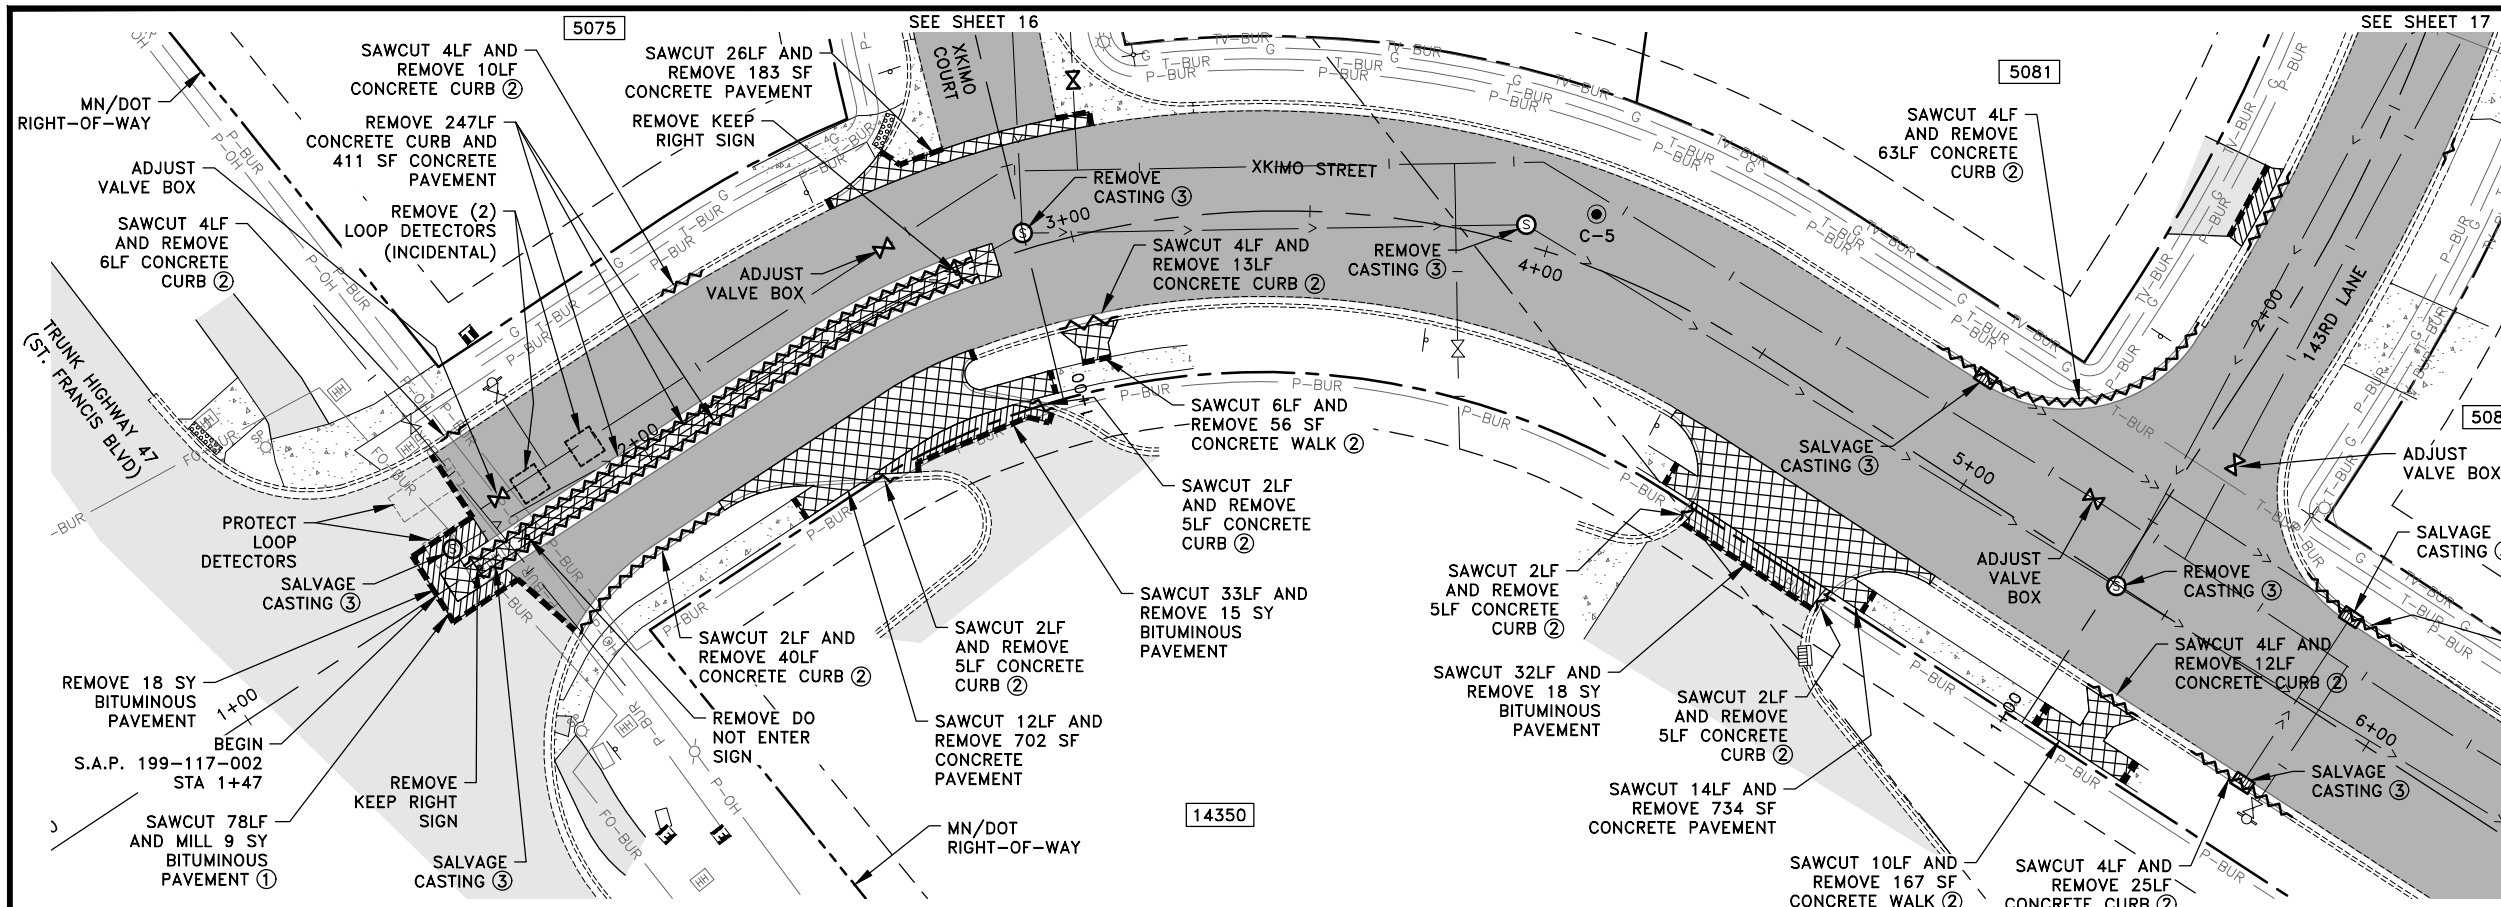 SEE SHEET 16
SEE SHEET 17
5075
5081
XKIMO
COURT
SAWCUT 4LF AND
REMOVE 10LF
CONCRETE CURB ②
SAWCUT 26LF AND
REMOVE 183 SF
CONCRETE PAVEMENT
MN/DOT
RIGHT-OF-WAY
REMOVE 247LF
CONCRETE CURB AND
411 SF CONCRETE
PAVEMENT
REMOVE KEEP
RIGHT SIGN
ADJUST
VALVE BOX
REMOVE (2)
LOOP DETECTORS
(INCIDENTAL)
SAWCUT 4LF
AND REMOVE
6LF CONCRETE
CURB ②
SAWCUT 4LF
AND REMOVE
63LF CONCRETE
CURB ②
REMOVE
CASTING ③
3+00
XKIMO STREET
ADJUST
VALVE BOX
SAWCUT 4LF AND
REMOVE 13LF
CONCRETE CURB ②
REMOVE
CASTING ③
4+00
C-5
2+00
143RD LANE
TRUNK HIGHWAY 47
(ST. FRANCIS BLVD)
2+00
1+00
SAWCUT 6LF AND
REMOVE 56 SF
CONCRETE WALK ②
SALVAGE
CASTING ③
5+00
508
ADJUST
VALVE BOX
PROTECT
LOOP
DETECTORS
SALVAGE
CASTING ③
SAWCUT 2LF
AND REMOVE
5LF CONCRETE
CURB ②
SAWCUT 33LF AND
REMOVE 15 SY
BITUMINOUS
PAVEMENT
SAWCUT 2LF
AND REMOVE
5LF CONCRETE
CURB ②
ADJUST
VALVE
BOX
REMOVE
CASTING ③
SALVAGE
CASTING
SAWCUT 2LF AND
REMOVE 40LF
CONCRETE CURB ②
SAWCUT 2LF
AND REMOVE
5LF CONCRETE
CURB ②
SAWCUT 32LF AND
REMOVE 18 SY
BITUMINOUS
PAVEMENT
SAWCUT 2LF
AND REMOVE
5LF CONCRETE
CURB ②
SAWCUT 4LF AND
REMOVE 12LF
CONCRETE CURB ②
REMOVE 18 SY
BITUMINOUS
PAVEMENT
1+00
BEGIN
S.A.P. 199-117-002
STA 1+47
REMOVE DO
NOT ENTER
SIGN
SAWCUT 12LF AND
REMOVE 702 SF
CONCRETE
PAVEMENT
1+00
6+00
SALVAGE
CASTING ③
REMOVE
KEEP RIGHT
SIGN
SAWCUT 14LF AND
REMOVE 734 SF
CONCRETE PAVEMENT
SAWCUT 78LF
AND MILL 9 SY
BITUMINOUS
PAVEMENT ①
SALVAGE
CASTING ③
14350
MN/DOT
RIGHT-OF-WAY
SAWCUT 10LF AND
REMOVE 167 SF
CONCRETE WALK ②
SAWCUT 4LF AND
REMOVE 25LF
CONCRETE CURB ②
P-BUR
T-BUR
TV-BUR
G
P-OH
FO-BUR
HH